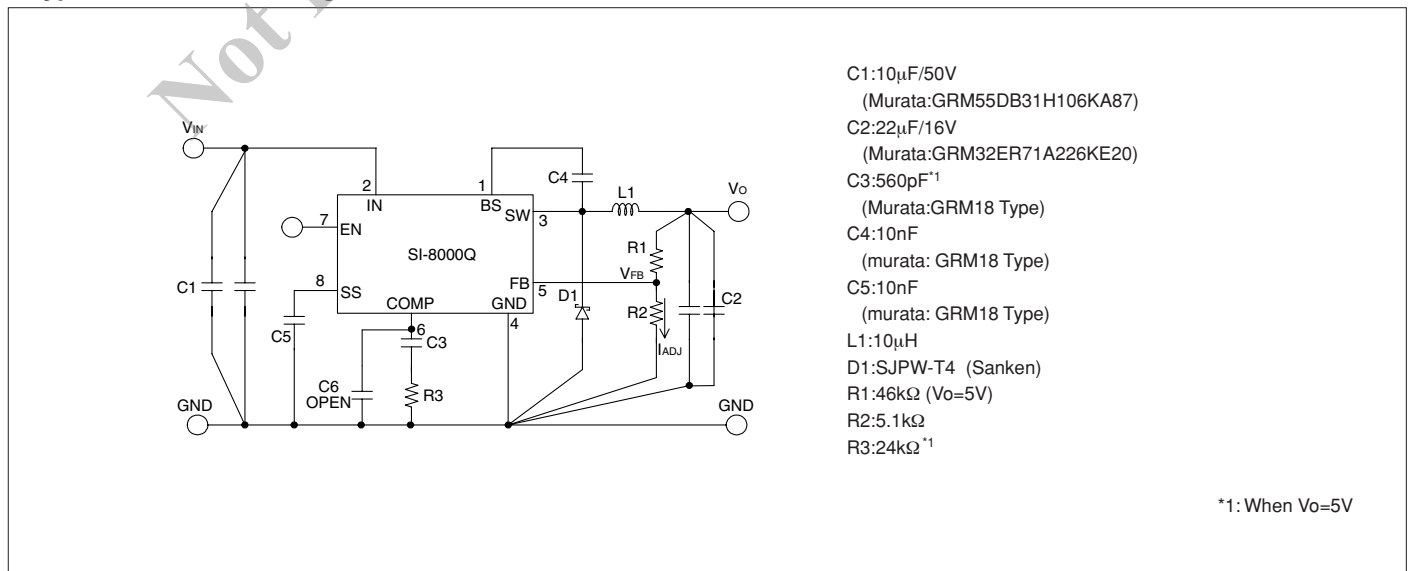 Not
VIN
2
IN
1
BS
C4
L1
VO
SW
3
7
EN
SI-8000Q
R1
VFB
FB
5
8
SS
COMP
GND
D1
R2
C1
C2
6
4
C5
C3
IADJ
C6
OPEN
R3
GND
GND
C1:10µF/50V
(Murata:GRM55DB31H106KA87)
C2:22µF/16V
(Murata:GRM32ER71A226KE20)
C3:560pF*1
(Murata:GRM18 Type)
C4:10nF
(murata: GRM18 Type)
C5:10nF
(murata: GRM18 Type)
L1:10µH
D1:SJPW-T4 (Sanken)
R1:46kΩ (Vo=5V)
R2:5.1kΩ
R3:24kΩ*1
*1: When Vo=5V